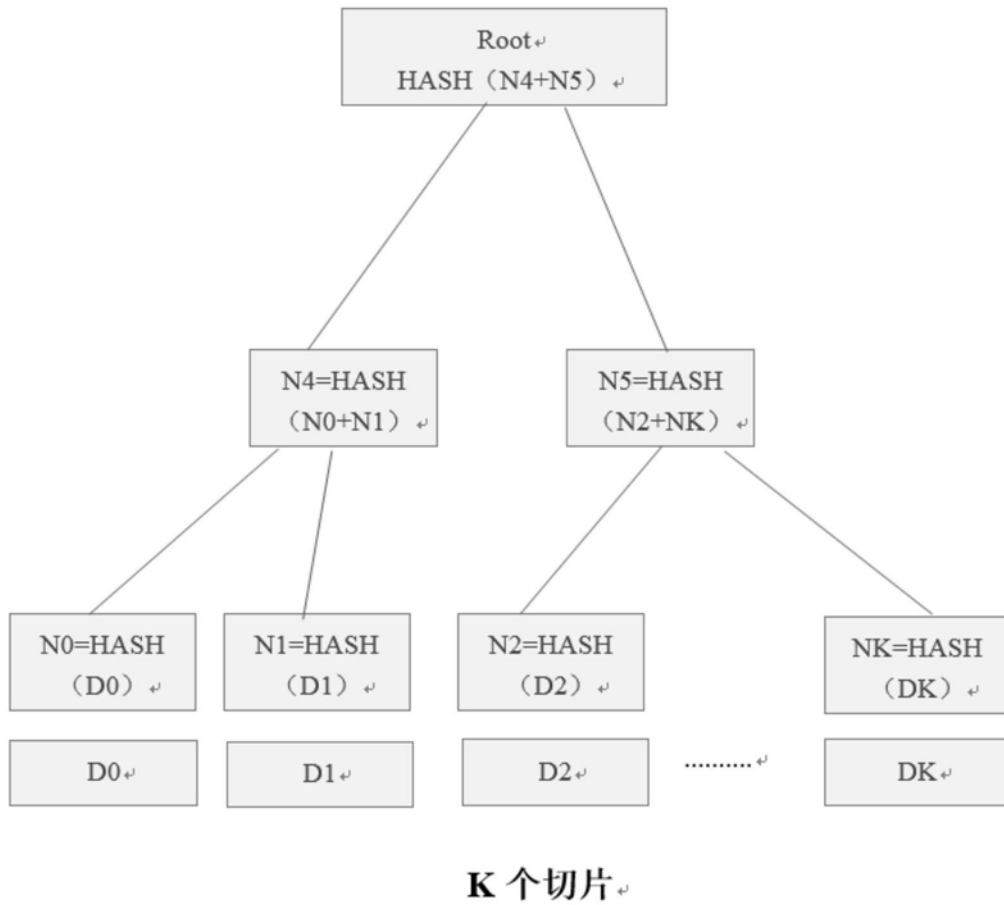 Root
HASH（N4+N5）
N4=HASH
（N0+N1）
N5=HASH
（N2+NK）
N0=HASH
（D0）
N1=HASH
（D1）
N2=HASH
（D2）
NK=HASH
（DK）
D0
D1
D2
..........
DK
K 个切片